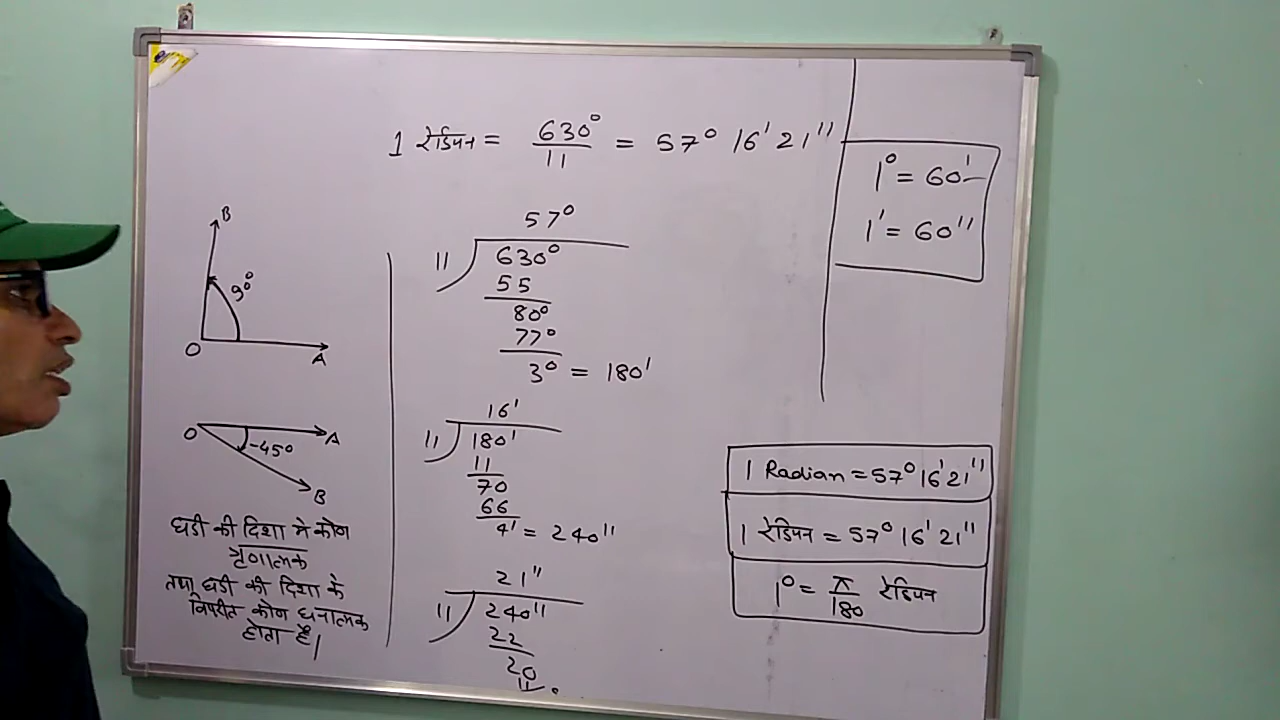 1 रेडियन = 630°/11 = 57° 16' 21"
1° = 60'
1' = 60"
B
90°
O
A
O
A
-45°
B
घडी की दिशा मे कोण
ऋणात्मक
तथा घडी की दिशा के
विपरीत कोण धनात्मक
होता है।
57°
11 630°
55
80°
77°
3° = 180'
16'
11 180'
11
70
66
4' = 240"
21"
11 240"
22
20
11
1 Radian = 57° 16' 21"
1 रेडियन = 57° 16' 21"
1° = π/180 रेडियन